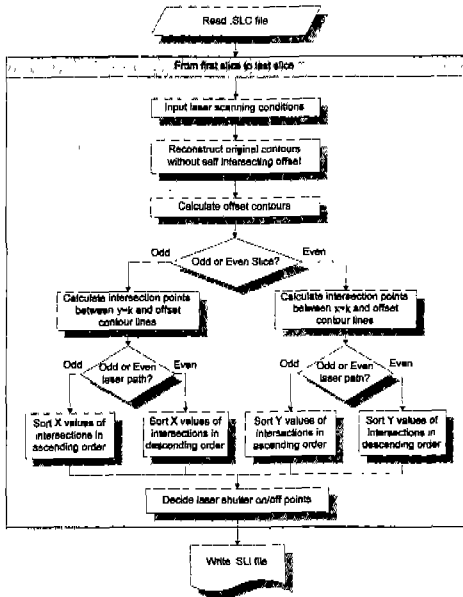 Read .SLC file
From first slice to last slice
Input laser scanning conditions
Reconstruct original contours
without self intersecting offset
Calculate offset contours
Odd
Odd or Even Slice?
Even
Calculate intersection points
between y=k and offset
contour lines
Calculate intersection points
between x=k and offset
contour lines
Odd
Odd or Even
laser path?
Even
Odd
Odd or Even
laser path?
Even
Sort X values of
intersections in
ascending order
Sort X values of
intersections in
descending order
Sort Y values of
intersections in
ascending order
Sort Y values of
intersections in
descending order
Decide laser shutter on/off points
Write .SLI file